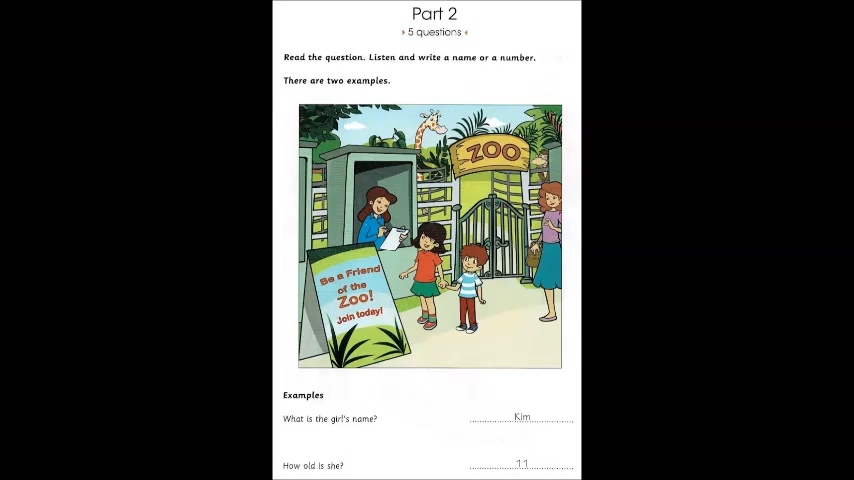 Part 2
5 questions
Read the question. Listen and write a name or a number.
There are two examples.
ZOO
Be a Friend
of the
Zoo!
Join today!
Examples
What is the girl's name? Kim
How old is she? 11